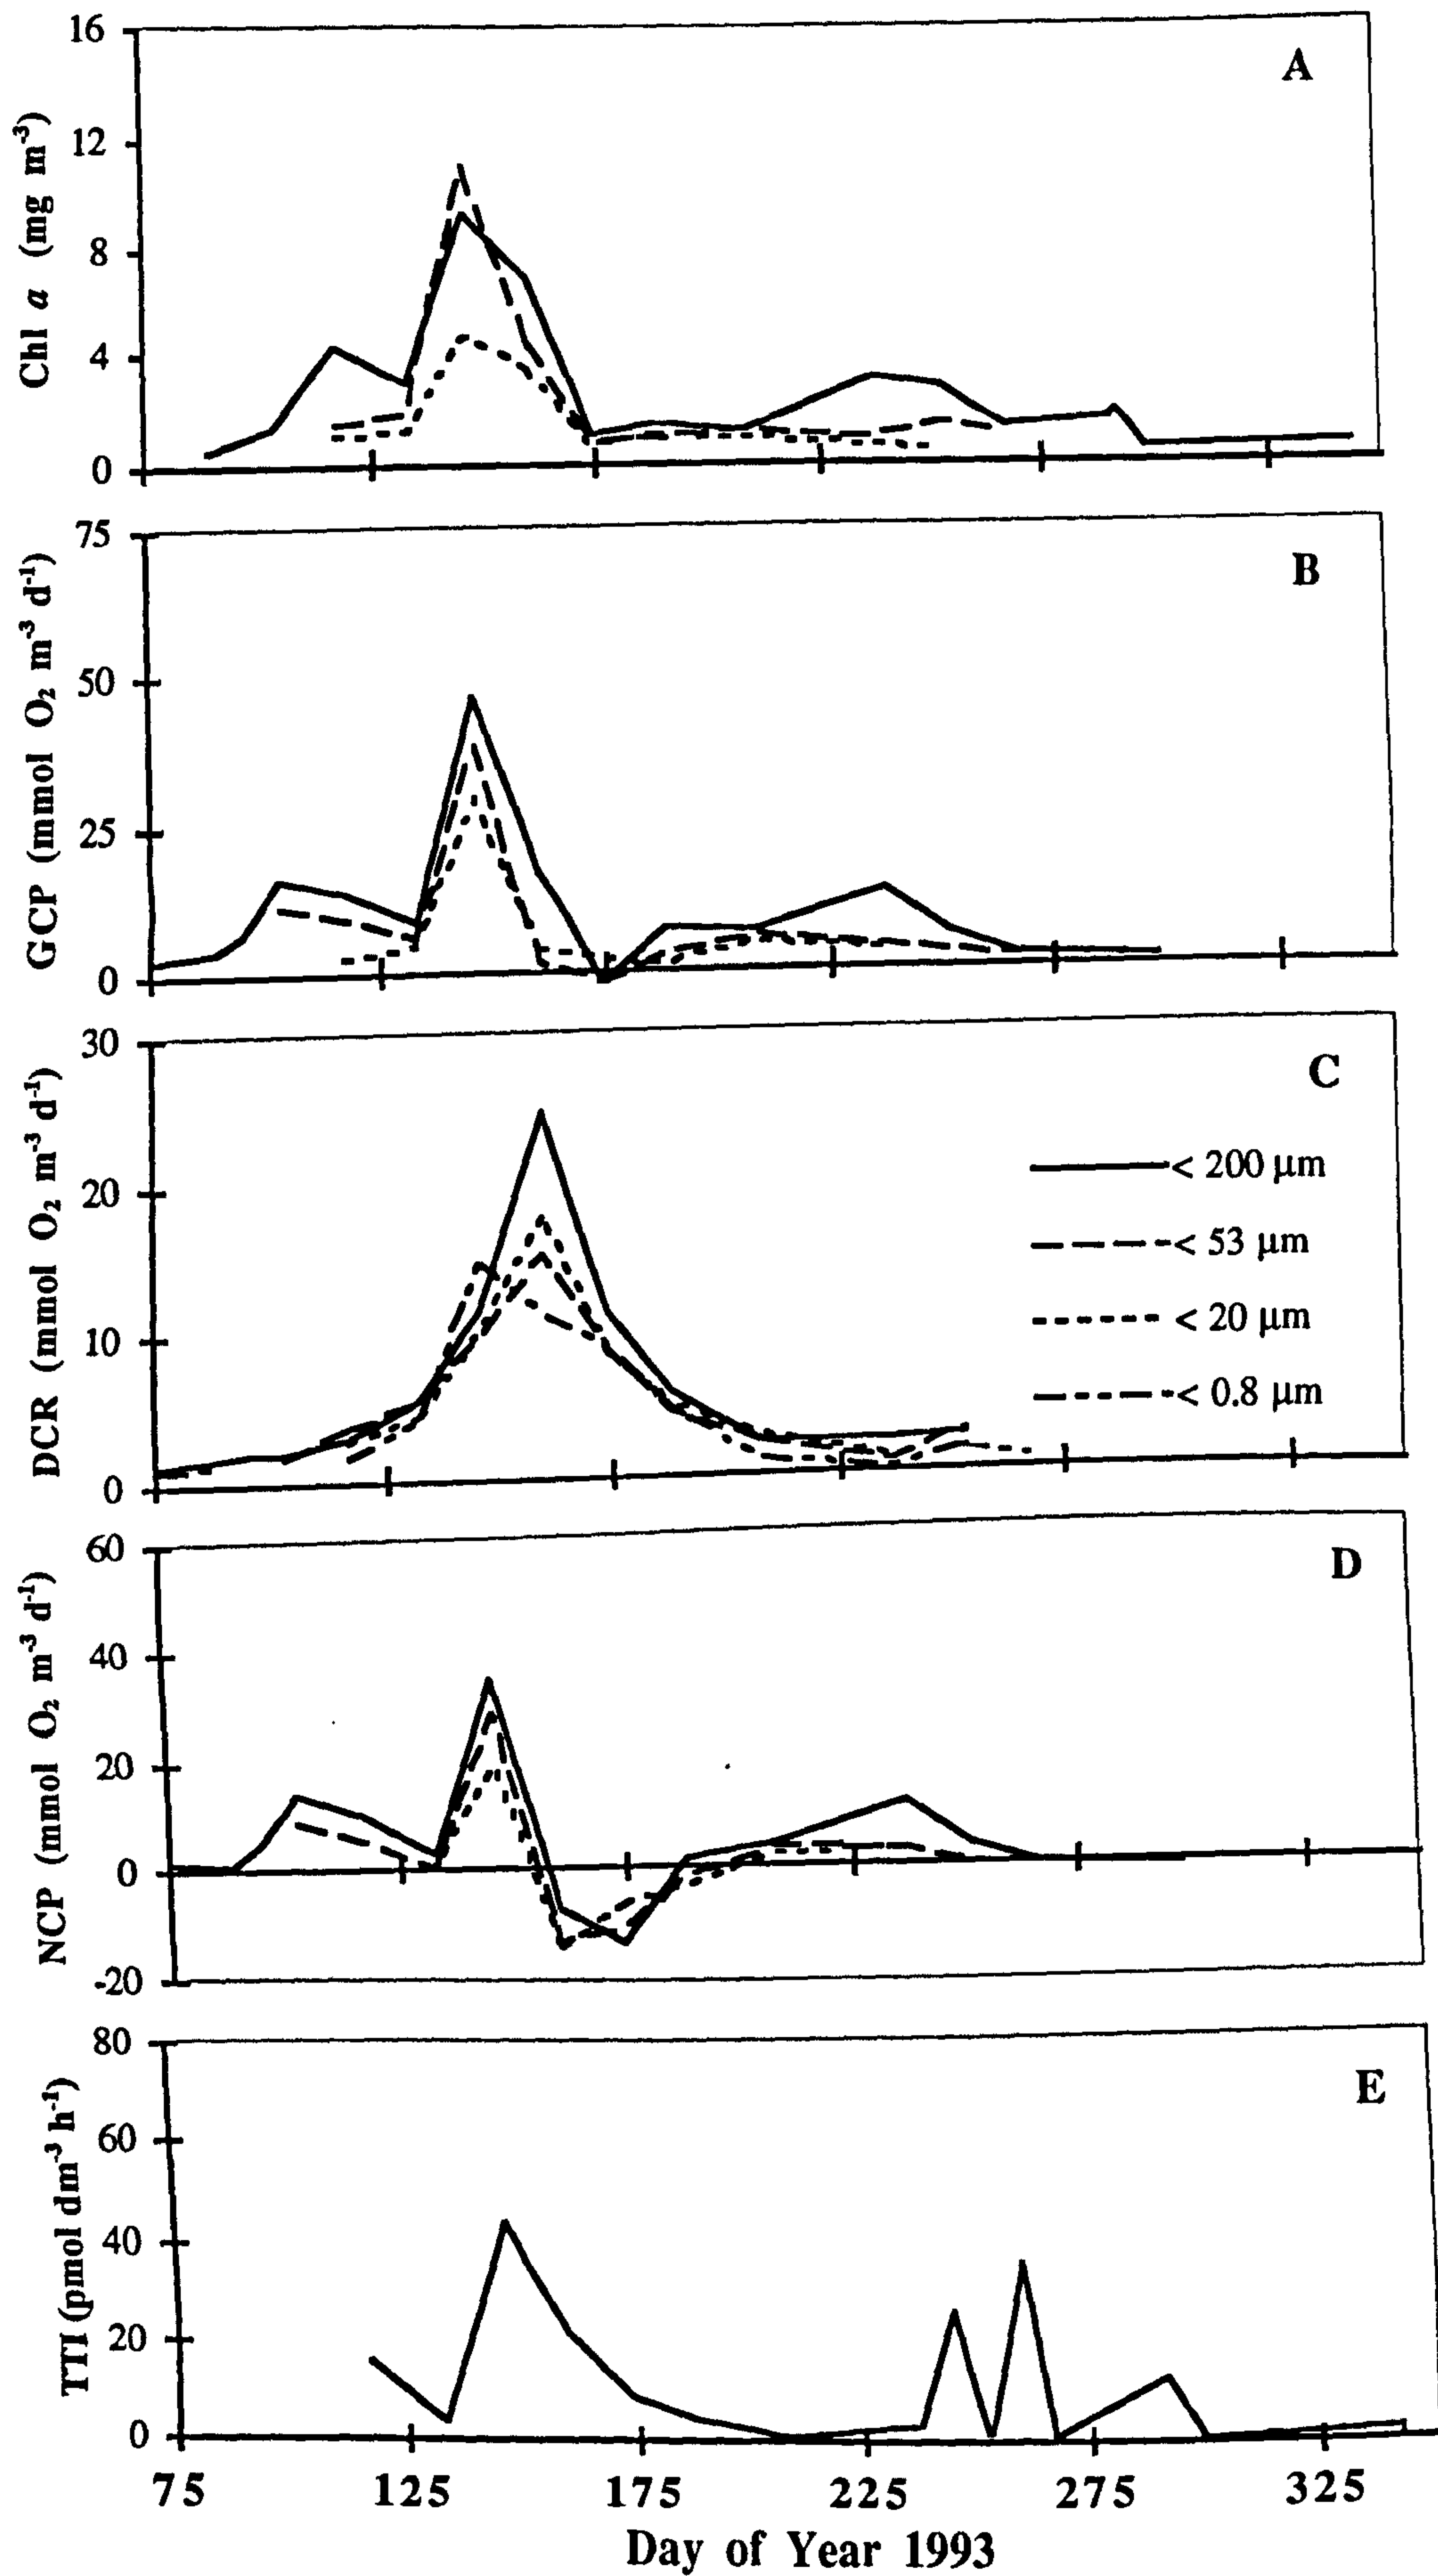 16
A
12
8
4
0
Chl a (mg m-3)
75
B
50
25
0
GCP (mmol O2 m-3 d-1)
30
C
20
10
0
DCR (mmol O2 m-3 d-1)
< 200 µm
< 53 µm
< 20 µm
< 0.8 µm
60
D
40
20
0
-20
NCP (mmol O2 m-3 d-1)
80
E
60
40
20
0
TTI (pmol dm-3 h-1)
75 125 175 225 275 325
Day of Year 1993